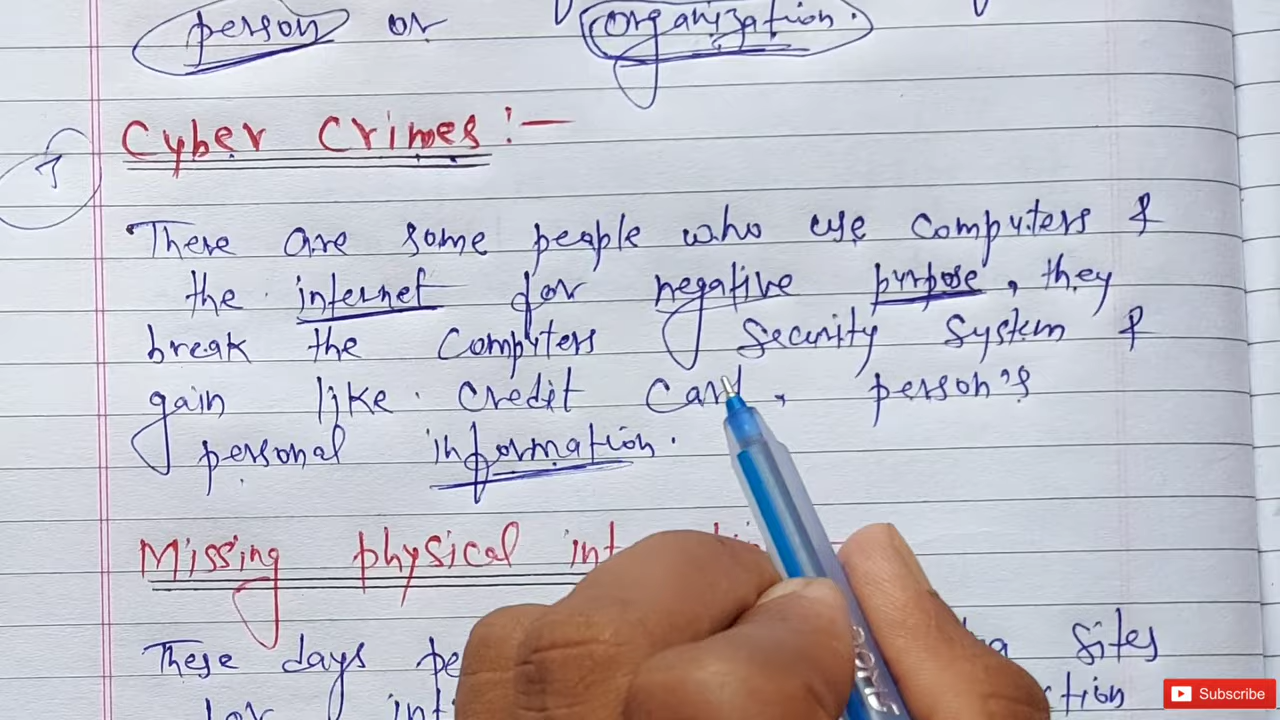 person or organization.
Cyber Crimes :-
There are some people who use Computers &
the internet for negative purpose, they
break the Computers Security System &
gain like credit Card, person's
personal information.
Missing physical
These days sites
for
Subscribe